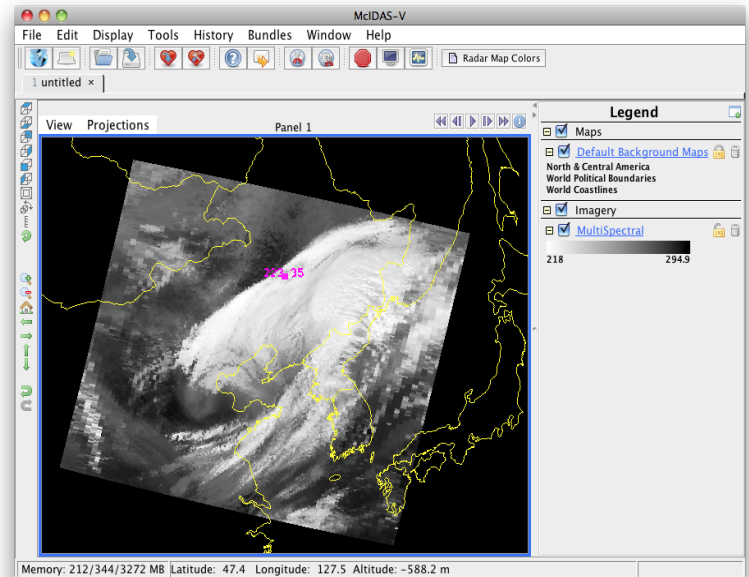 McIDAS-V
File Edit Display Tools History Bundles Window Help
Radar Map Colors
1 untitled ×
View Projections
Panel 1
Legend
Maps
Default Background Maps
North & Central America
World Political Boundaries
World Coastlines
Imagery
MultiSpectral
218 294.9
Memory: 212/344/3272 MB Latitude: 47.4 Longitude: 127.5 Altitude: -588.2 m